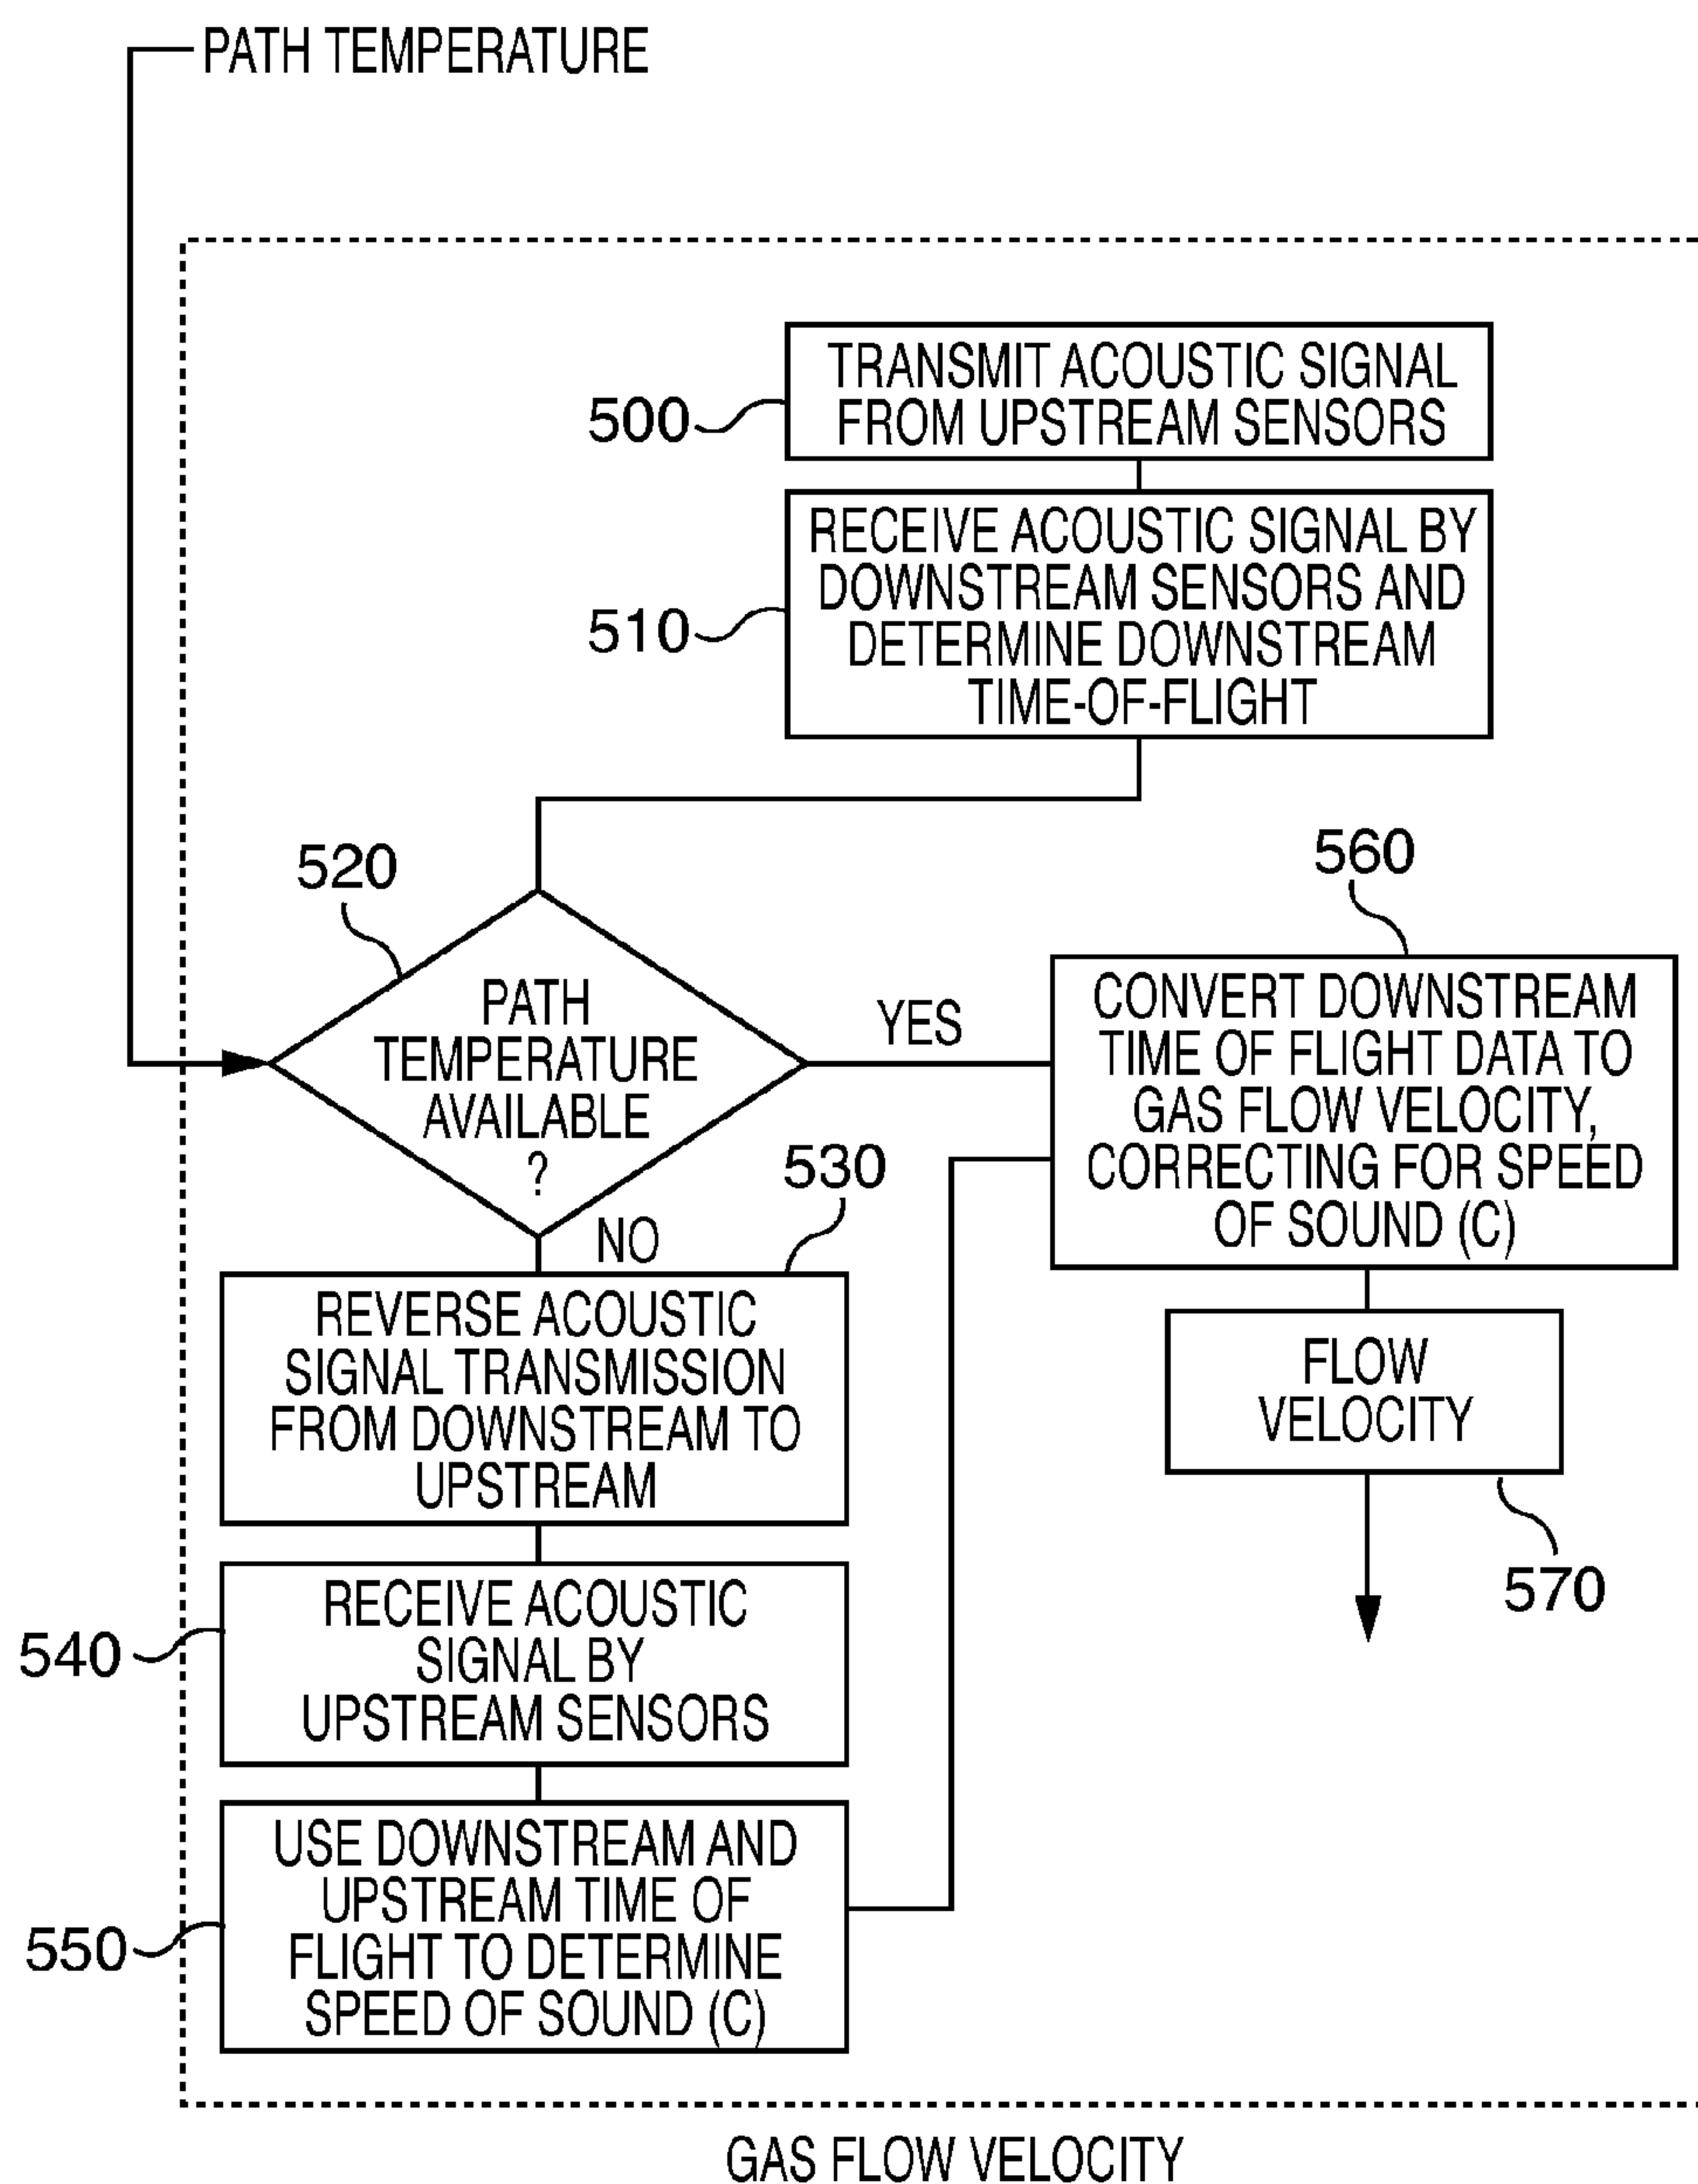 PATH TEMPERATURE
TRANSMIT ACOUSTIC SIGNAL
FROM UPSTREAM SENSORS
500
RECEIVE ACOUSTIC SIGNAL BY
DOWNSTREAM SENSORS AND
DETERMINE DOWNSTREAM
TIME-OF-FLIGHT
510
520
PATH
TEMPERATURE
AVAILABLE
?
YES
NO
560
CONVERT DOWNSTREAM
TIME OF FLIGHT DATA TO
GAS FLOW VELOCITY,
CORRECTING FOR SPEED
OF SOUND (C)
530
REVERSE ACOUSTIC
SIGNAL TRANSMISSION
FROM DOWNSTREAM TO
UPSTREAM
FLOW
VELOCITY
570
540
RECEIVE ACOUSTIC
SIGNAL BY
UPSTREAM SENSORS
550
USE DOWNSTREAM AND
UPSTREAM TIME OF
FLIGHT TO DETERMINE
SPEED OF SOUND (C)
GAS FLOW VELOCITY